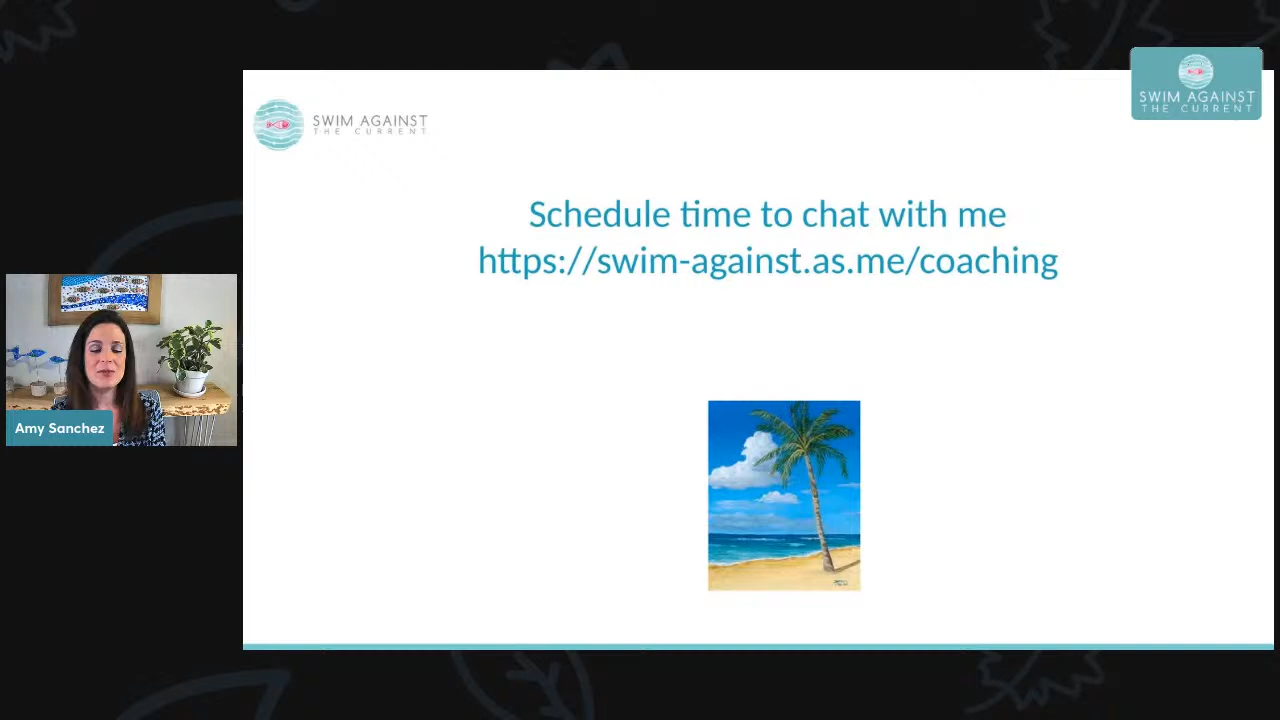 SWIM AGAINST
THE CURRENT
SWIM AGAINST
THE CURRENT
Schedule time to chat with me
https://swim-against.as.me/coaching
Amy Sanchez